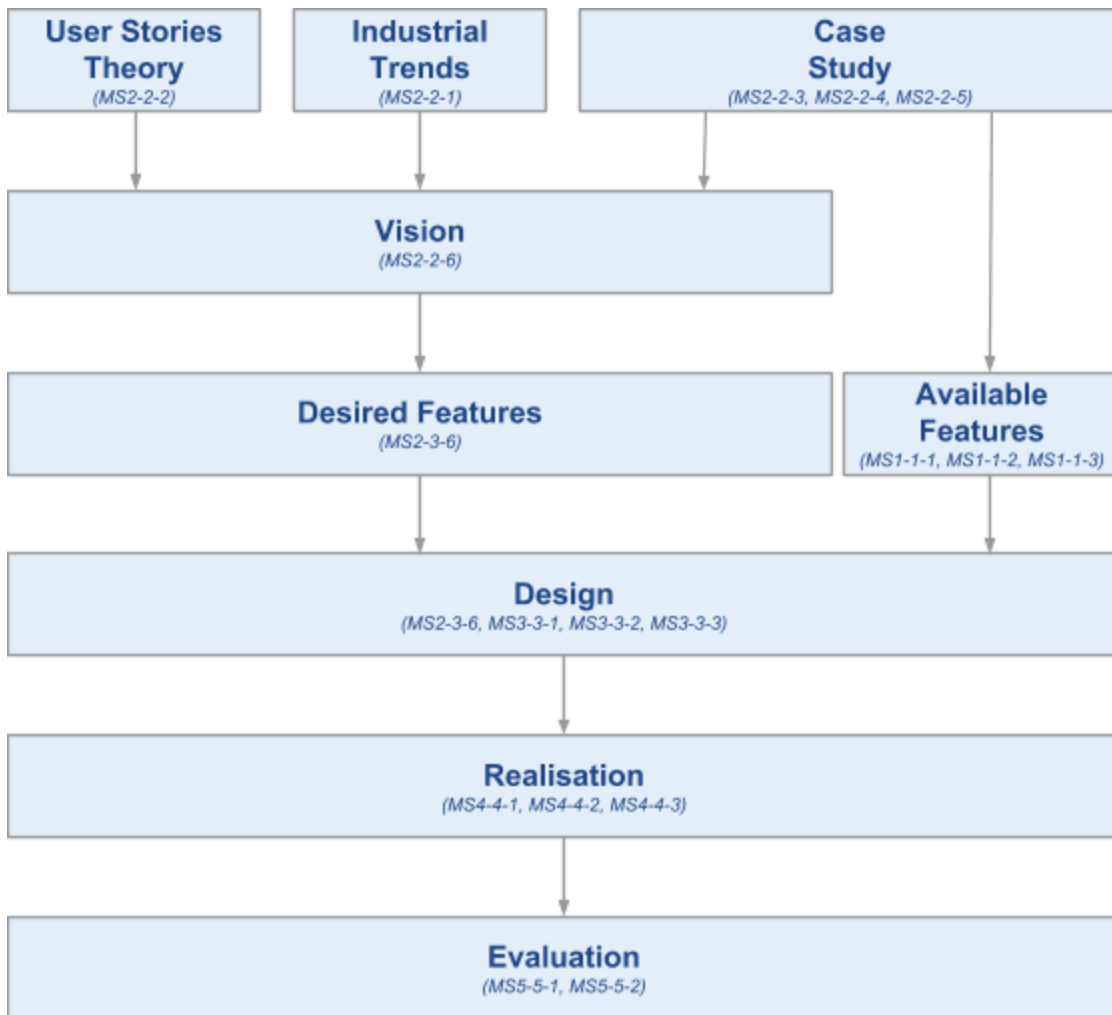 User Stories
Theory
(MS2-2-2)
Industrial
Trends
(MS2-2-1)
Case
Study
(MS2-2-3, MS2-2-4, MS2-2-5)
Vision
(MS2-2-6)
Desired Features
(MS2-3-6)
Available
Features
(MS1-1-1, MS1-1-2, MS1-1-3)
Design
(MS2-3-6, MS3-3-1, MS3-3-2, MS3-3-3)
Realisation
(MS4-4-1, MS4-4-2, MS4-4-3)
Evaluation
(MS5-5-1, MS5-5-2)